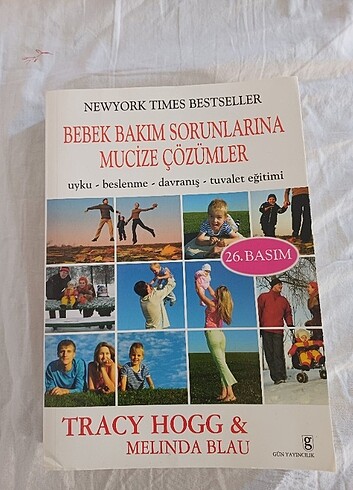 NEWYORK TIMES BESTSELLER
BEBEK BAKIM SORUNLARINA
MUCİZE ÇÖZÜMLER
uyku - beslenme - davranış - tuvalet eğitimi
26. BASIM
TRACY HOGG &
MELINDA BLAU
g
GÜN YAYINCILIK